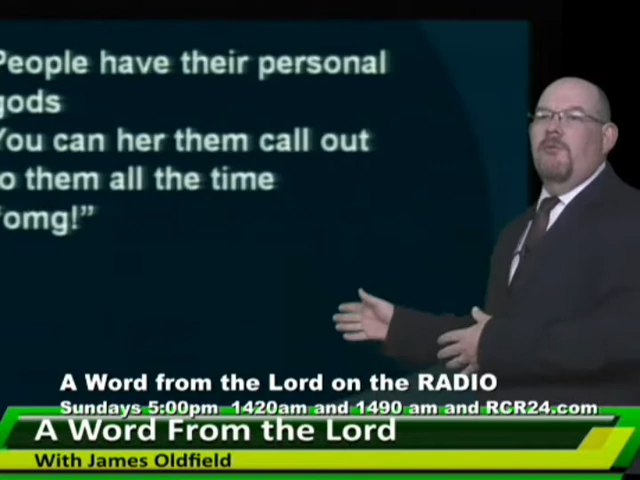 People have their personal
gods
You can her them call out
to them all the time
“omg!”
A Word from the Lord on the RADIO
Sundays 5:00pm 1420am and 1490 am and RCR24.com
A Word From the Lord
With James Oldfield